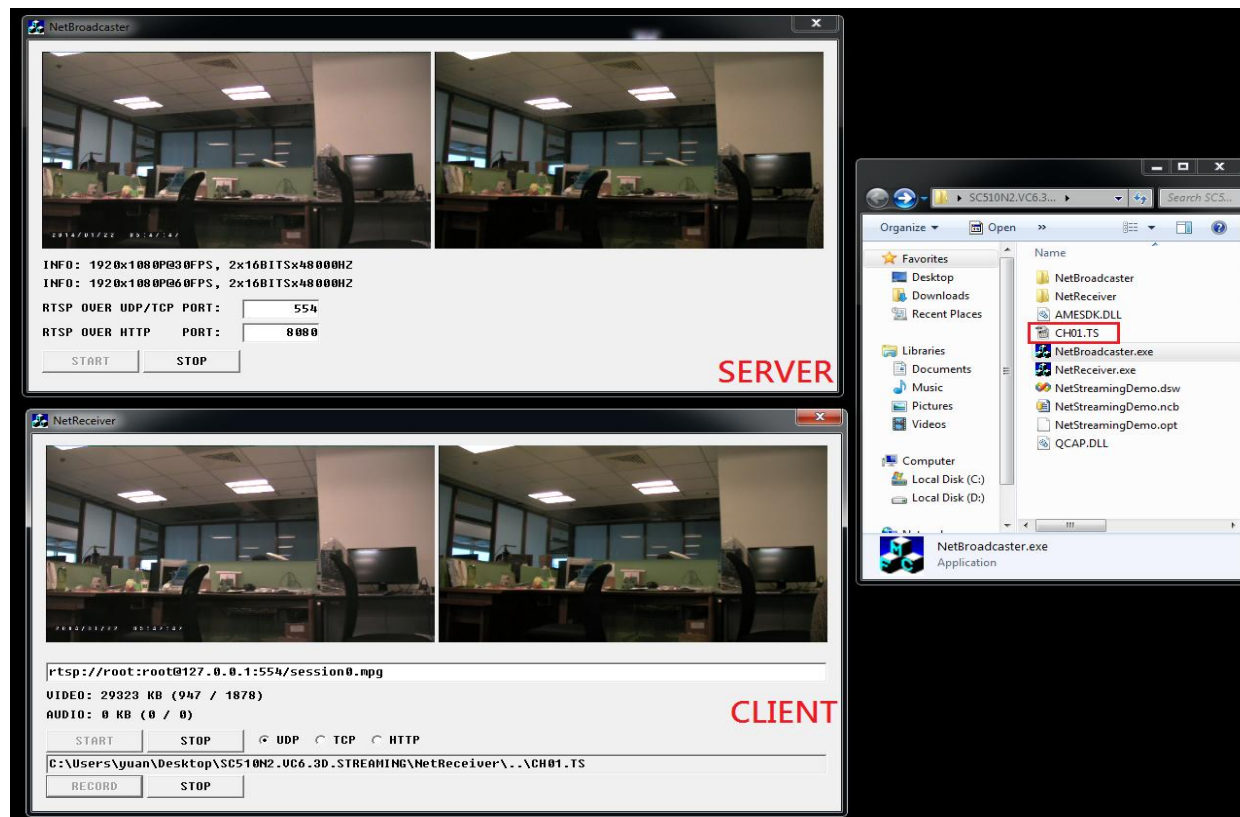 NetBroadcaster
INFO: 1920x1080P@30FPS, 2x16BITSx48000HZ
INFO: 1920x1080P@60FPS, 2x16BITSx48000HZ
RTSP OVER UDP/TCP PORT: 554
RTSP OVER HTTP PORT: 8080
START STOP
SERVER
NetReceiver
rtsp://root:root@127.0.0.1:554/session0.mpg
VIDEO: 29323 KB (947 / 1878)
AUDIO: 0 KB (0 / 0)
CLIENT
START STOP UDP TCP HTTP
C:\Users\yuan\Desktop\SC510N2.VC6.3D.STREAMING\NetReceiver\..\CH01.TS
RECORD STOP
SC510N2.VC6.3... Search SC5...
Organize Open »
Favorites
Desktop
Downloads
Recent Places
Libraries
Documents
Music
Pictures
Videos
Computer
Local Disk (C:)
Local Disk (D:)
Name
NetBroadcaster
NetReceiver
AMESDK.DLL
CH01.TS
NetBroadcaster.exe
NetReceiver.exe
NetStreamingDemo.dsw
NetStreamingDemo.ncb
NetStreamingDemo.opt
QCAP.DLL
NetBroadcaster.exe
Application